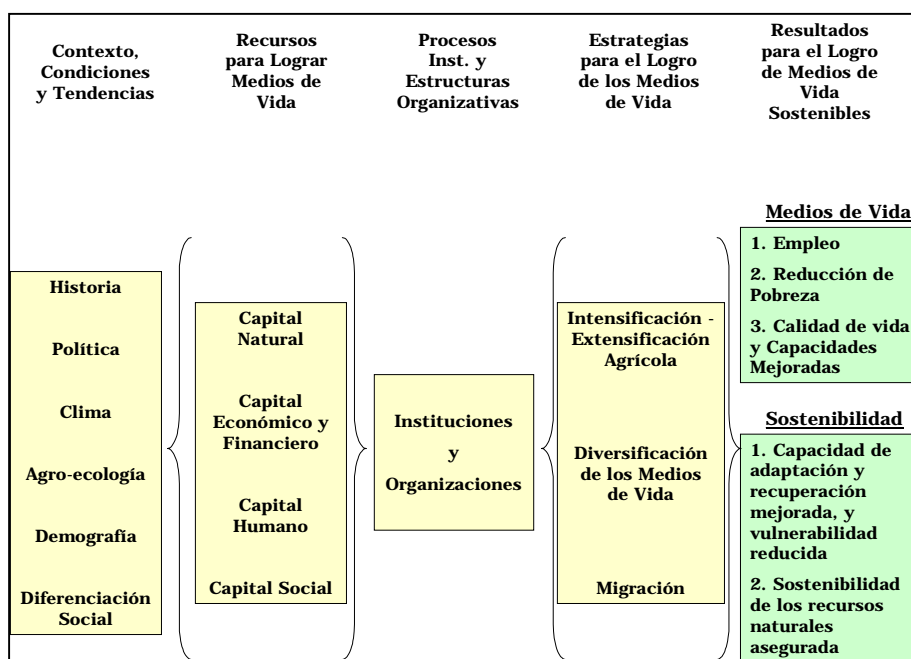 Contexto,
Condiciones
y Tendencias
Recursos
para Lograr
Medios de
Vida
Procesos
Inst. y
Estructuras
Organizativas
Estrategias
para el Logro
de los Medios
de Vida
Resultados
para el Logro
de Medios de
Vida
Sostenibles
Historia
Política
Clima
Agro-ecología
Demografía
Diferenciación
Social
Capital
Natural
Capital
Económico y
Financiero
Capital
Humano
Capital Social
Instituciones
y
Organizaciones
Intensificación -
Extensificación
Agrícola
Diversificación
de los Medios
de Vida
Migración
Medios de Vida
1. Empleo
2. Reducción de
Pobreza
3. Calidad de vida
y Capacidades
Mejoradas
Sostenibilidad
1. Capacidad de
adaptación y
recuperación
mejorada, y
vulnerabilidad
reducida
2. Sostenibilidad
de los recursos
naturales
asegurada